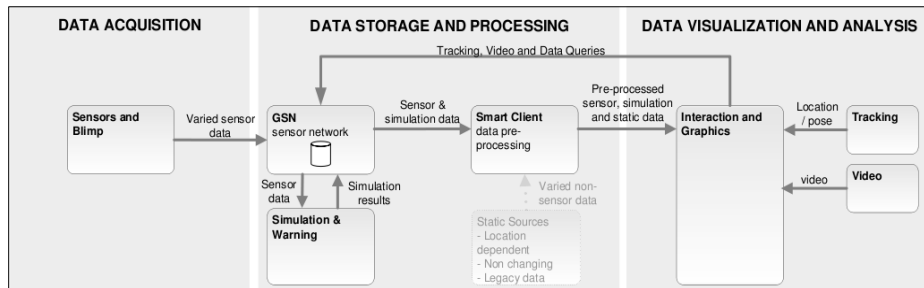 DATA ACQUISITION
DATA STORAGE AND PROCESSING
DATA VISUALIZATION AND ANALYSIS
Tracking, Video and Data Queries
Sensors and
Blimp
Varied sensor
data
GSN
sensor network
Sensor &
simulation data
Smart Client
data pre-
processing
Pre-processed
sensor, simulation
and static data
Interaction and
Graphics
Location
/ pose
Tracking
video
Video
Sensor
data
Simulation
results
Simulation &
Warning
Varied non-
sensor data
Static Sources
- Location
dependent
- Non changing
- Legacy data